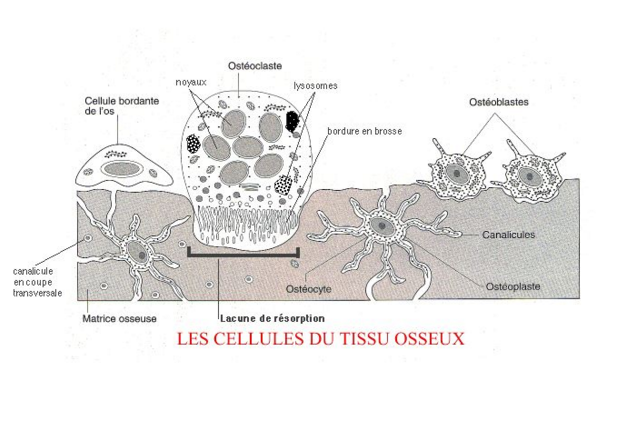 Ostéoclaste
noyaux
lysosomes
Cellule bordante
de l'os
Ostéoblastes
bordure en brosse
Canalicules
canalicule
en coupe
transversale
Ostéocyte
Ostéoplaste
Matrice osseuse
Lacune de résorption
LES CELLULES DU TISSU OSSEUX